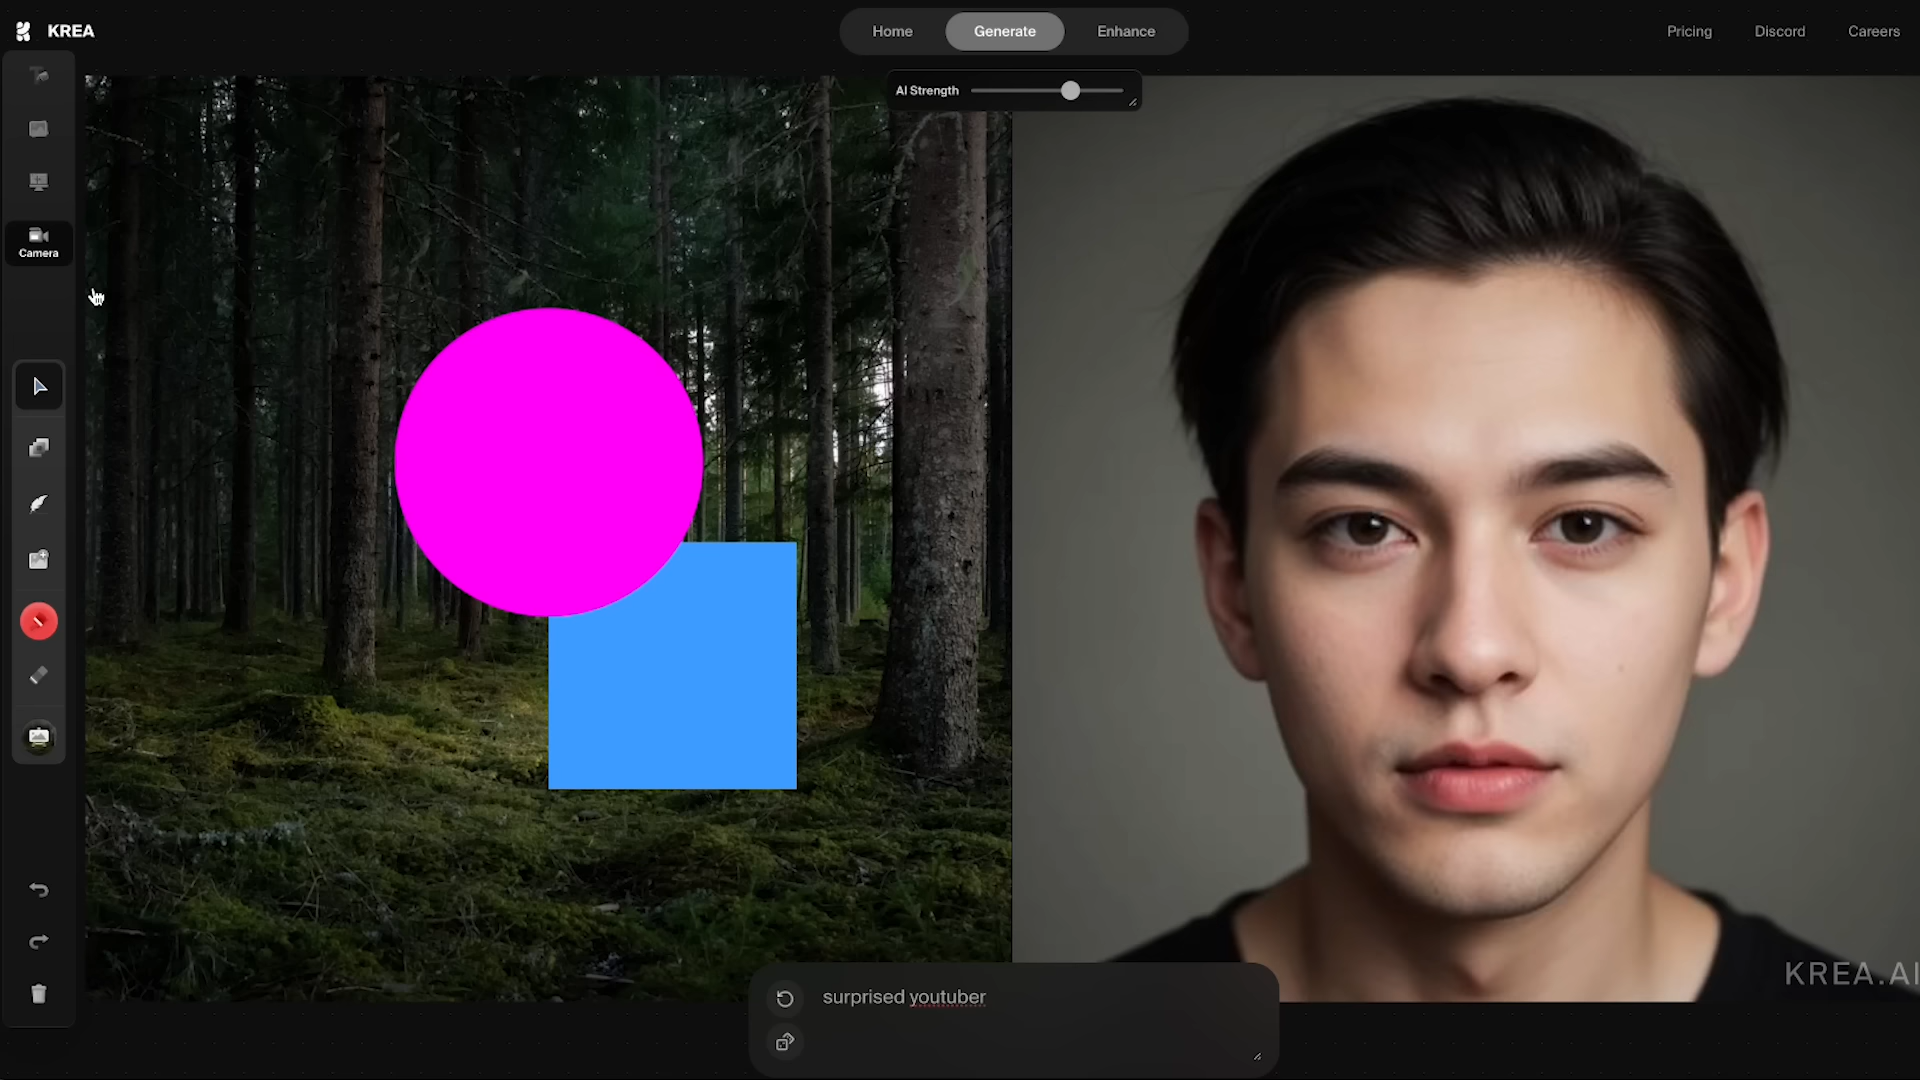 KREA
Home
Generate
Enhance
Pricing
Discord
Careers
AI Strength
Camera
KREA.AI
surprised youtuber